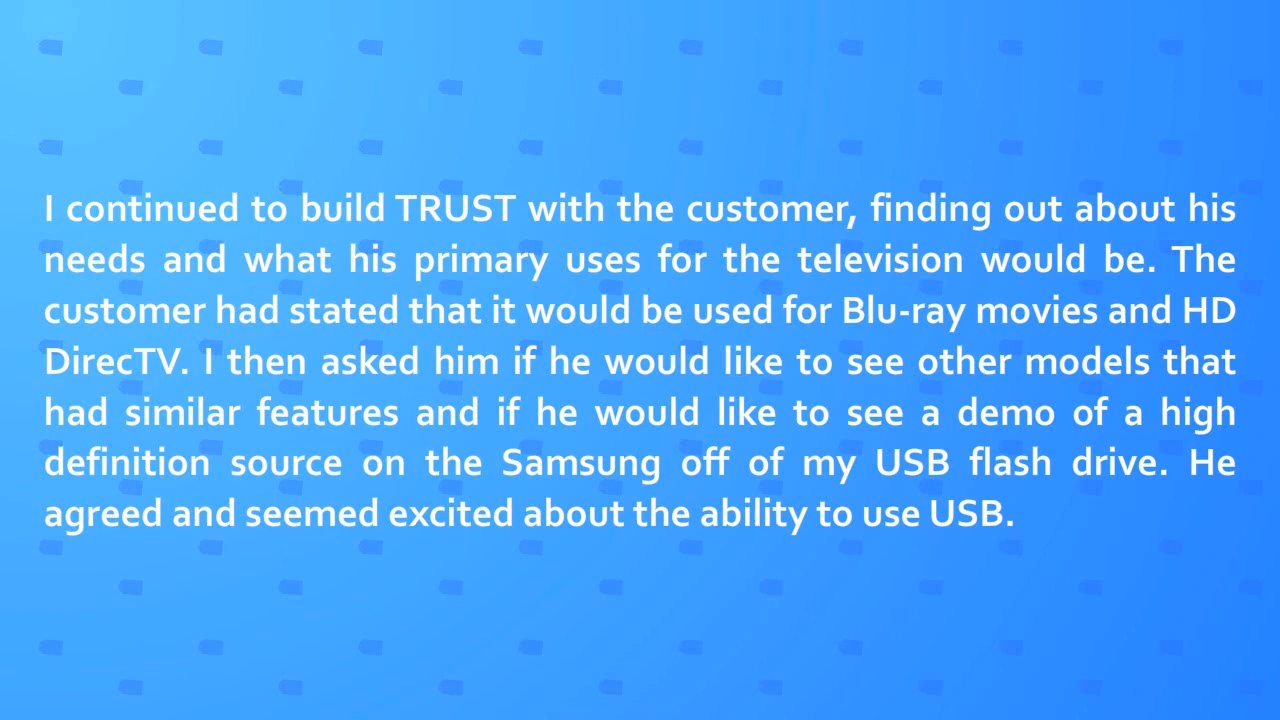 I continued to build TRUST with the customer, finding out about his
needs and what his primary uses for the television would be. The
customer had stated that it would be used for Blu-ray movies and HD
DirecTV. I then asked him if he would like to see other models that
had similar features and if he would like to see a demo of a high
definition source on the Samsung off of my USB flash drive. He
agreed and seemed excited about the ability to use USB.